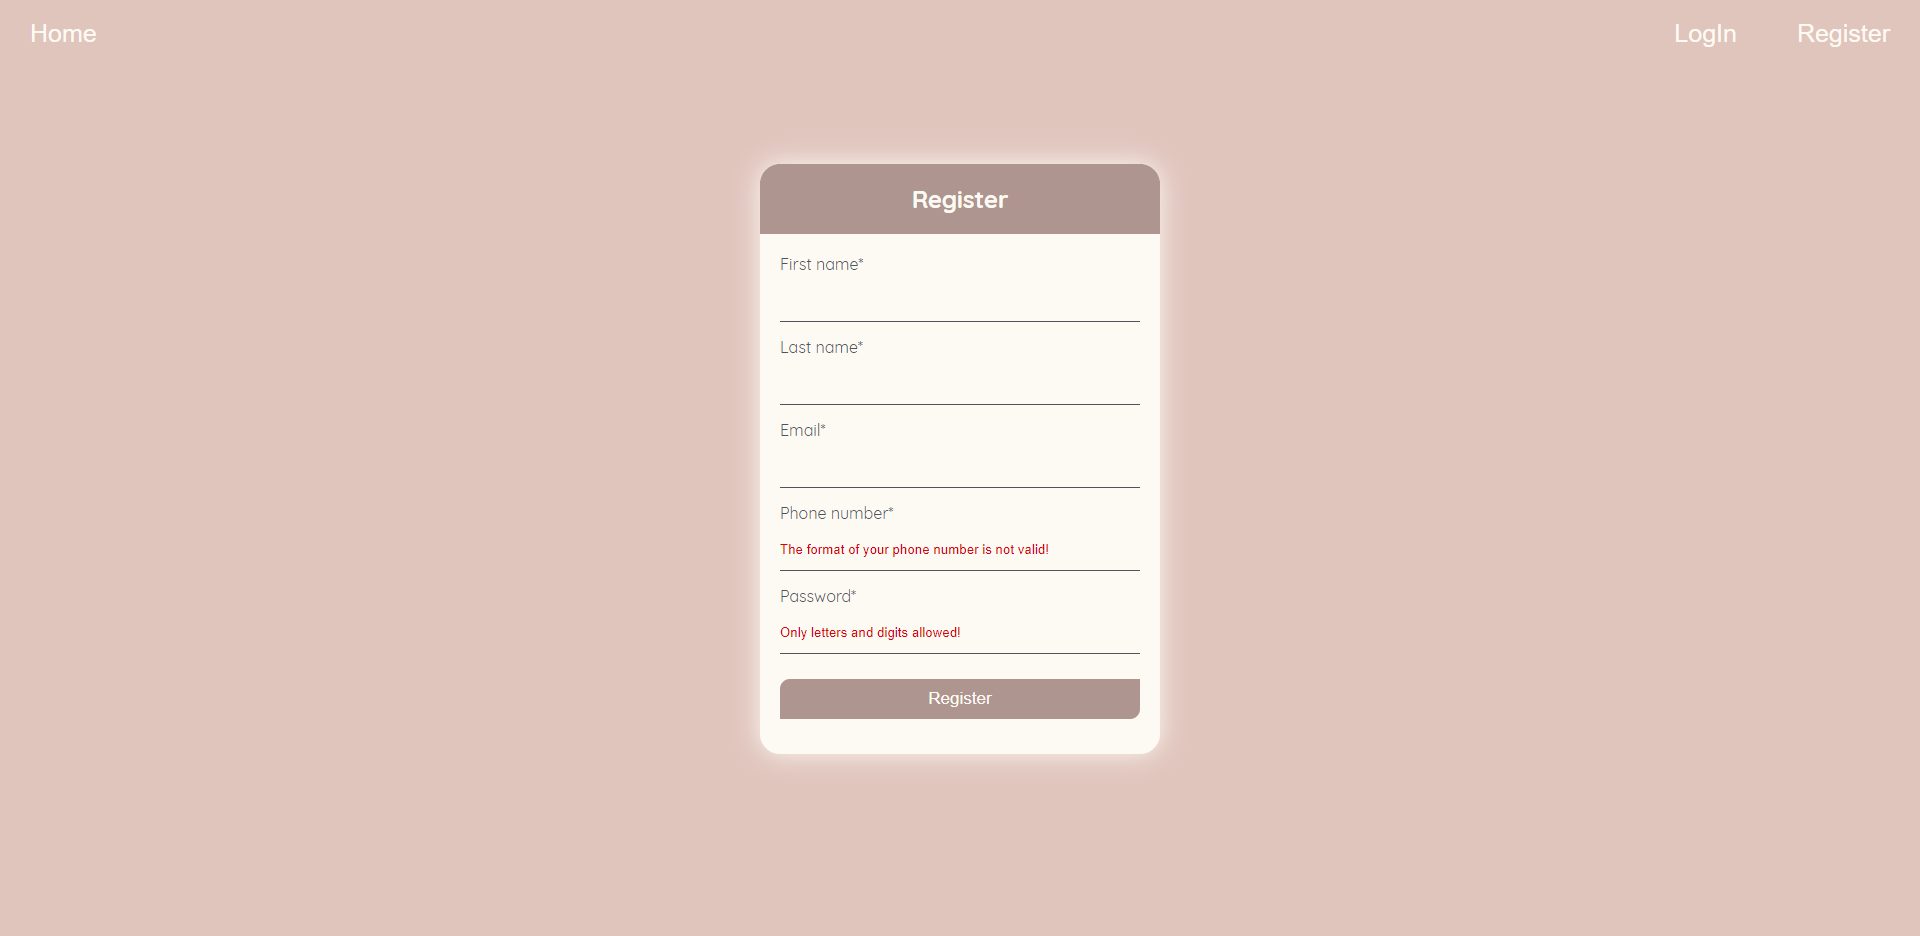 Home
LogIn
Register
Register
First name*
Last name*
Email*
Phone number*
The format of your phone number is not valid!
Password*
Only letters and digits allowed!
Register